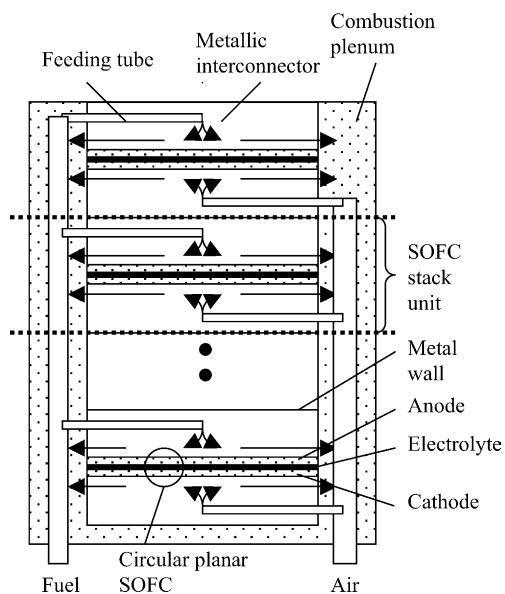 Combustion
plenum
Metallic
interconnector
Feeding tube
SOFC
stack
unit
Metal
wall
Anode
Electrolyte
Cathode
Circular planar
SOFC
Fuel
Air